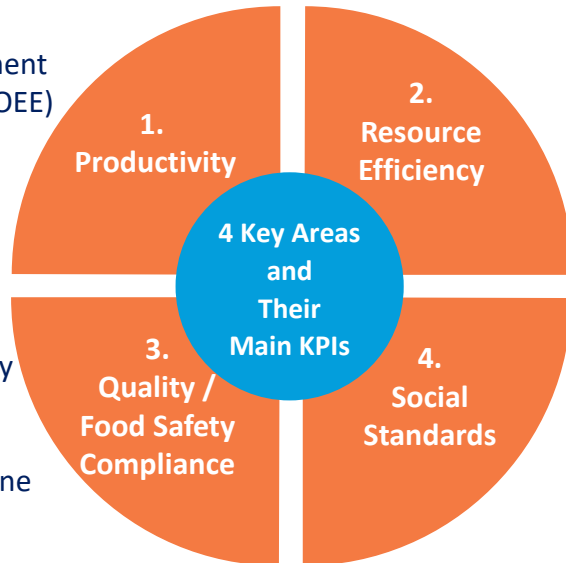 ment
OEE)
1.
Productivity
2.
Resource
Efficiency
4 Key Areas
and
Their
Main KPIs
y
3.
Quality /
Food Safety
Compliance
ne
4.
Social
Standards